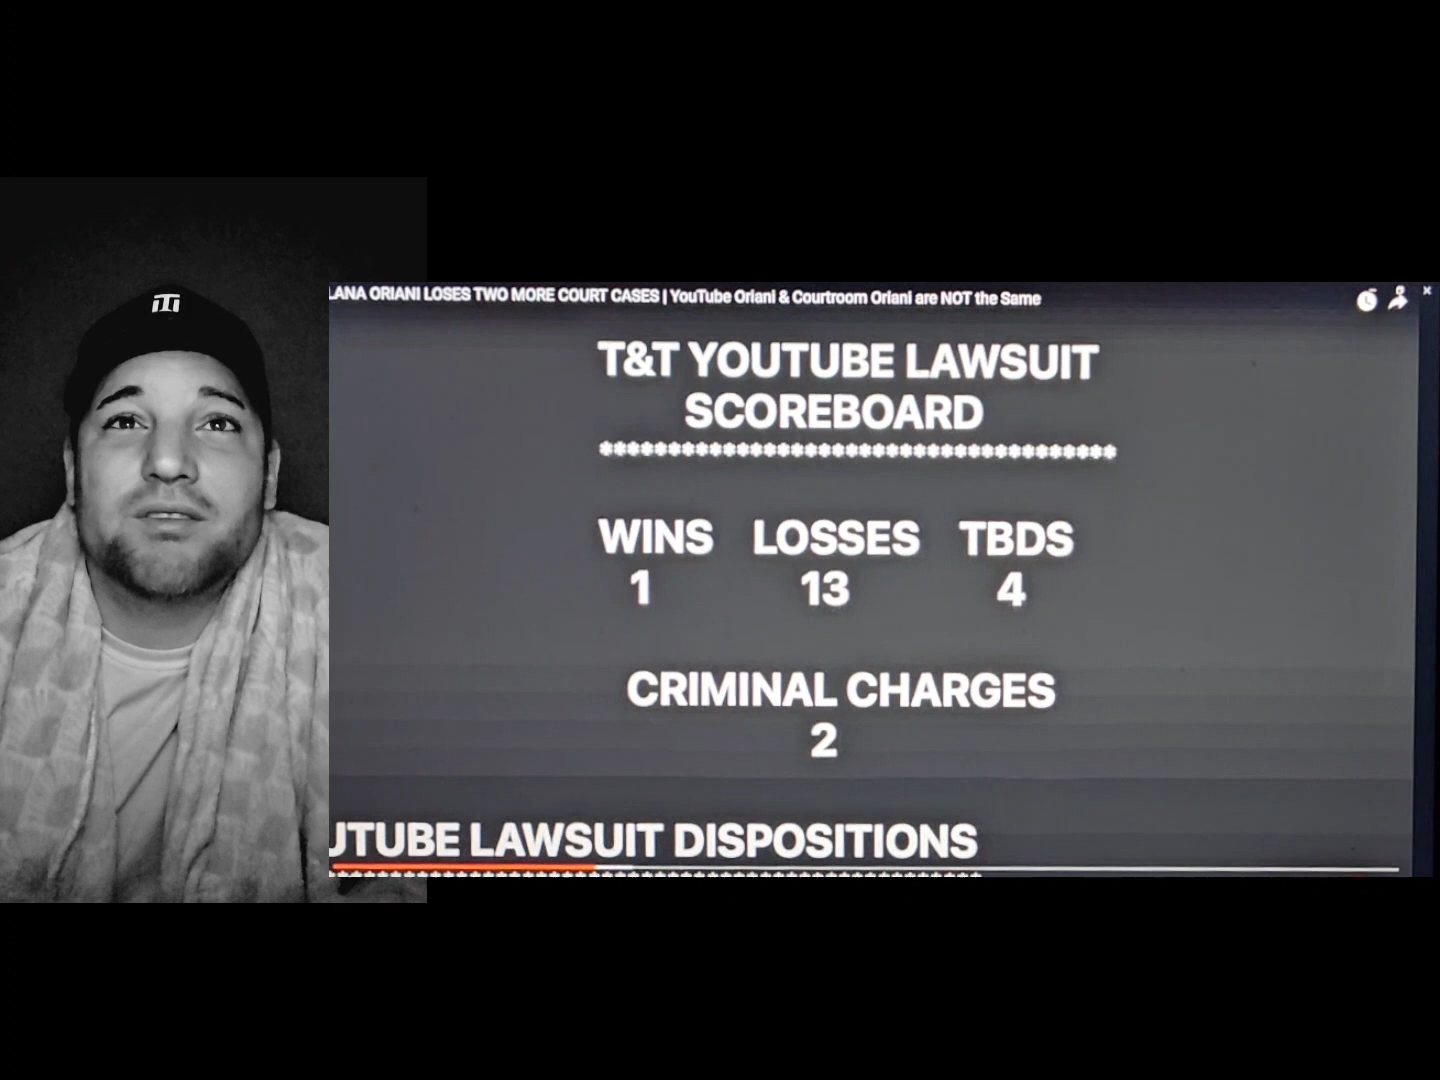 LANA ORIANI LOSES TWO MORE COURT CASES | YouTube Oriani & Courtroom Oriani are NOT the Same
T&T YOUTUBE LAWSUIT
SCOREBOARD
*************************************
WINS LOSSES TBDS
1 13 4
CRIMINAL CHARGES
2
UTUBE LAWSUIT DISPOSITIONS